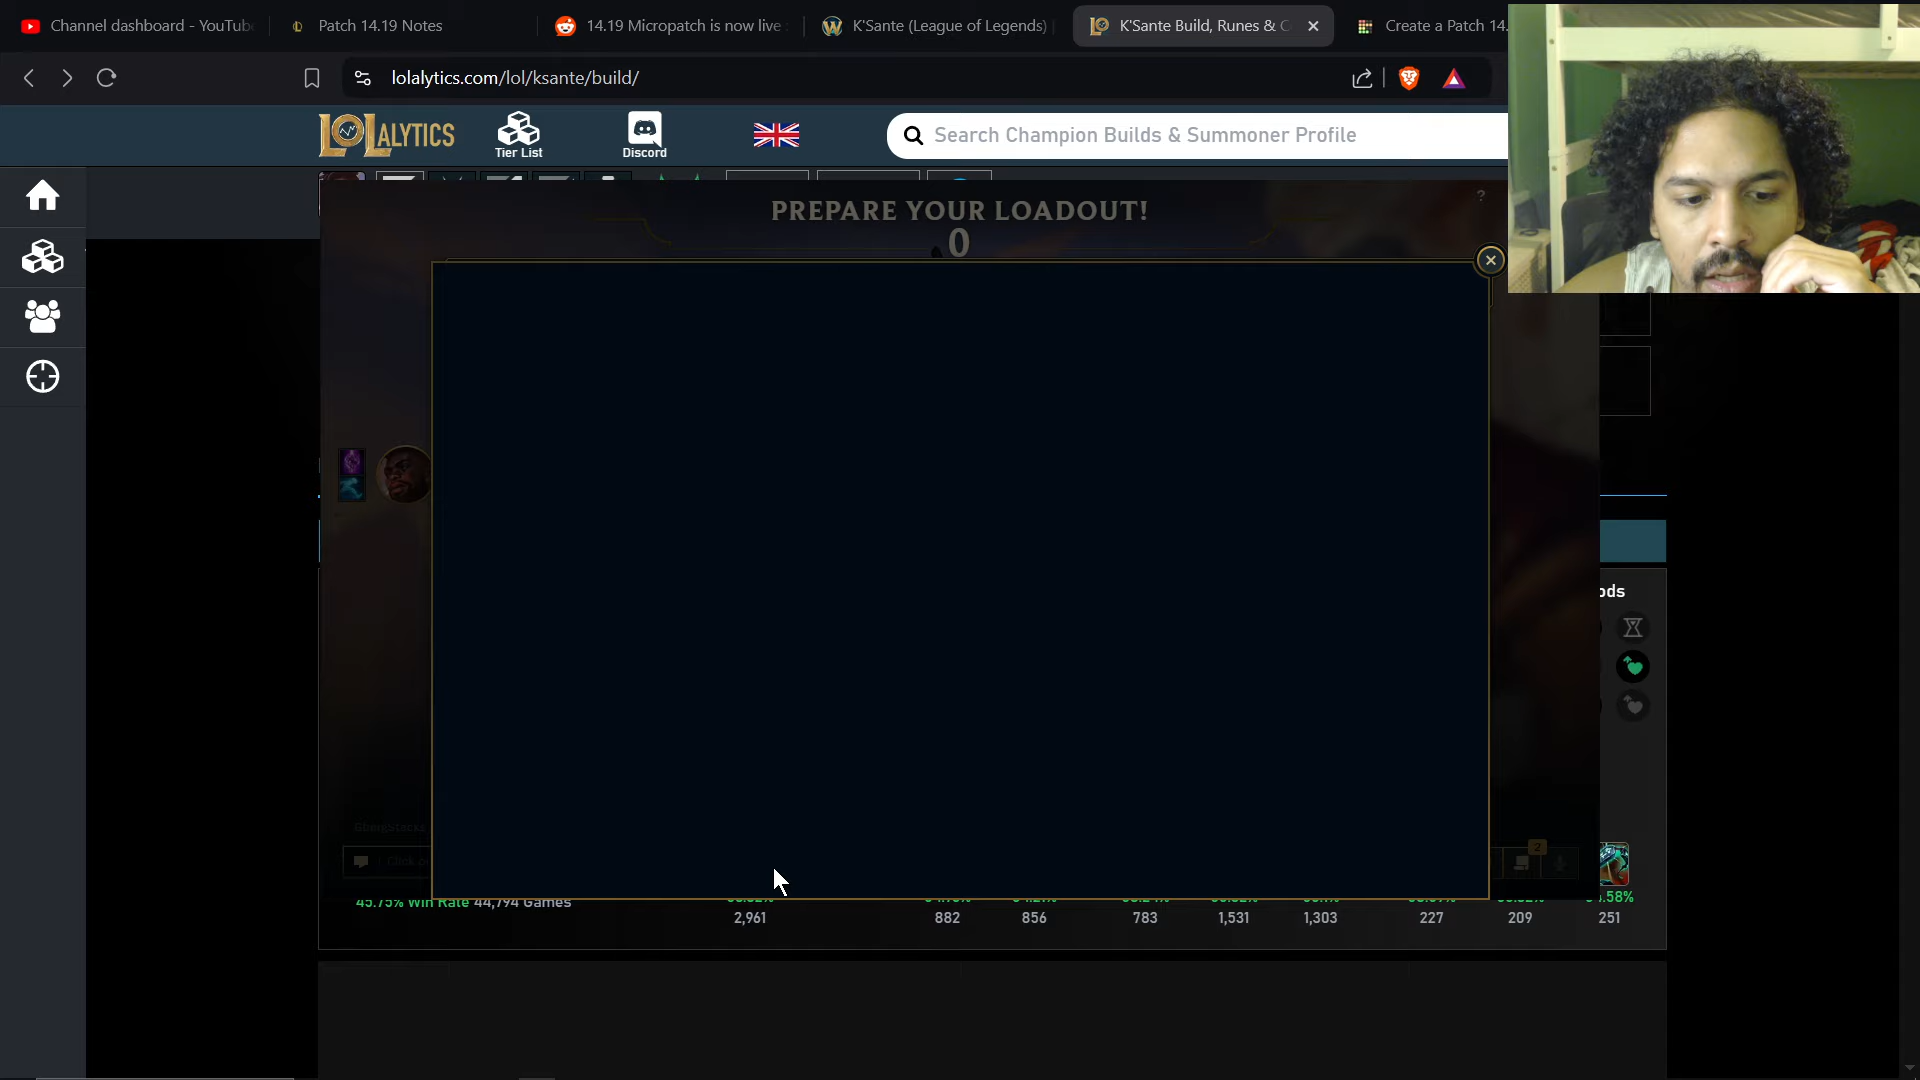 Channel dashboard - YouTub
Patch 14.19 Notes
14.19 Micropatch is now live
K'Sante (League of Legends)
K'Sante Build, Runes & C
Create a Patch 14.
lolalytics.com/lol/ksante/build/
LOLALYTICS
Tier List
Discord
Search Champion Builds & Summoner Profile
PREPARE YOUR LOADOUT!
0
?
ods
2
45.75% Win Rate 44,794 Games
.58%
2,961
882
856
783
1,531
1,303
227
209
251